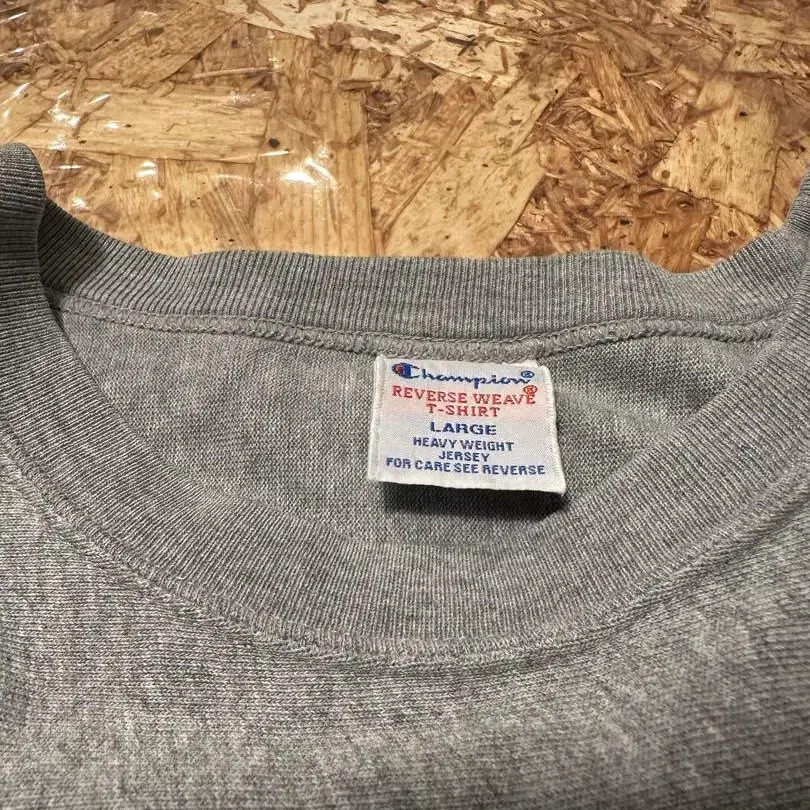 Champion®
REVERSE WEAVE®
T-SHIRT
LARGE
HEAVY WEIGHT
JERSEY
FOR CARE SEE REVERSE